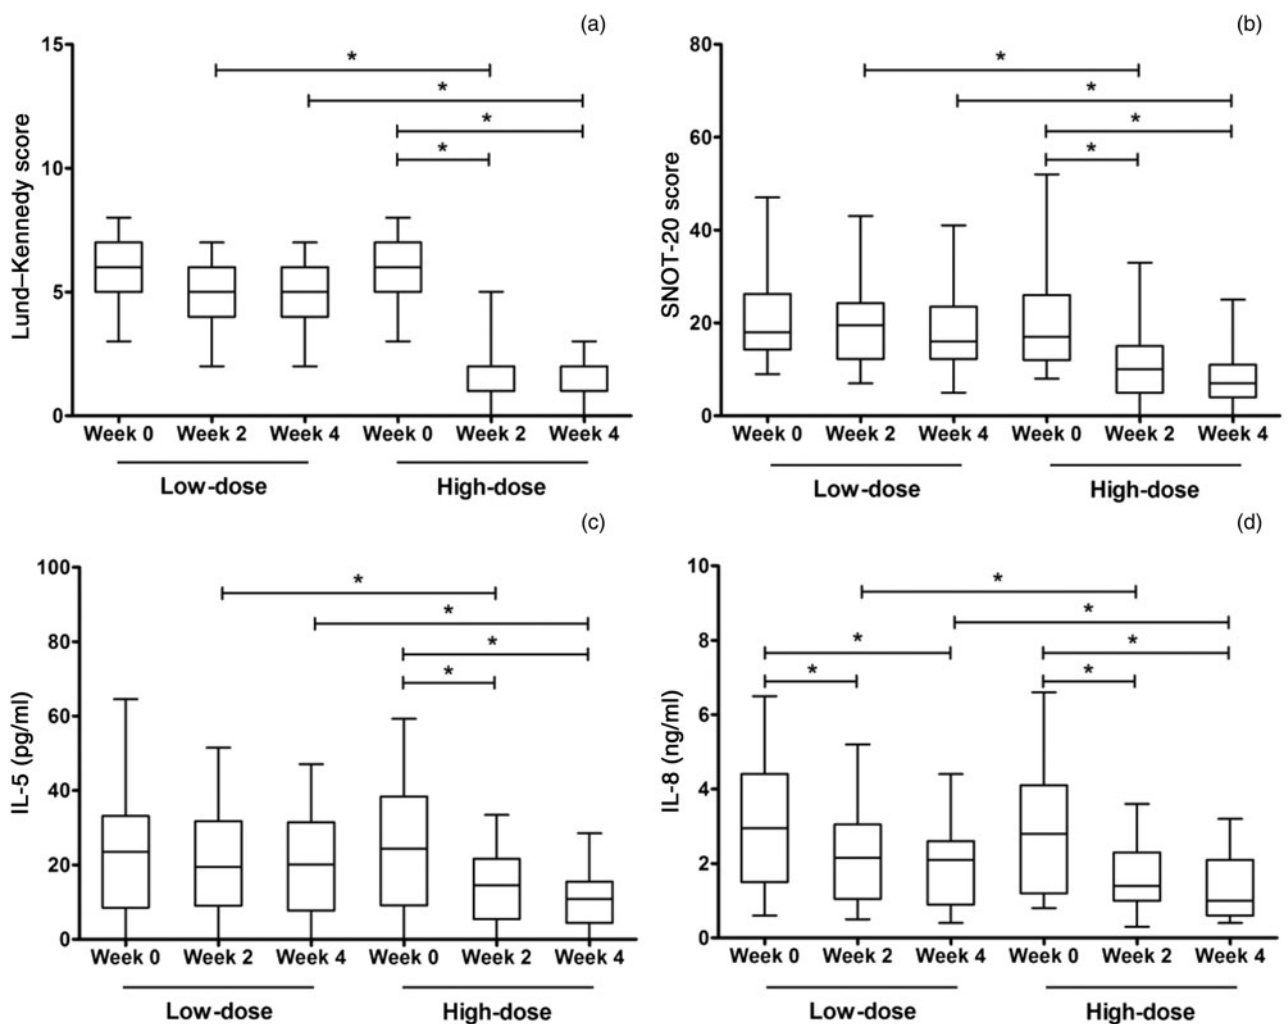 (a)
Lund–Kennedy score
15
10
5
0
*
*
*
*
Week 0 Week 2 Week 4 Week 0 Week 2 Week 4
Low-dose High-dose
(b)
SNOT-20 score
80
60
40
20
0
*
*
*
*
Week 0 Week 2 Week 4 Week 0 Week 2 Week 4
Low-dose High-dose
(c)
IL-5 (pg/ml)
100
80
60
40
20
0
*
*
*
*
Week 0 Week 2 Week 4 Week 0 Week 2 Week 4
Low-dose High-dose
(d)
IL-8 (ng/ml)
10
8
6
4
2
0
*
*
* *
* *
Week 0 Week 2 Week 4 Week 0 Week 2 Week 4
Low-dose High-dose